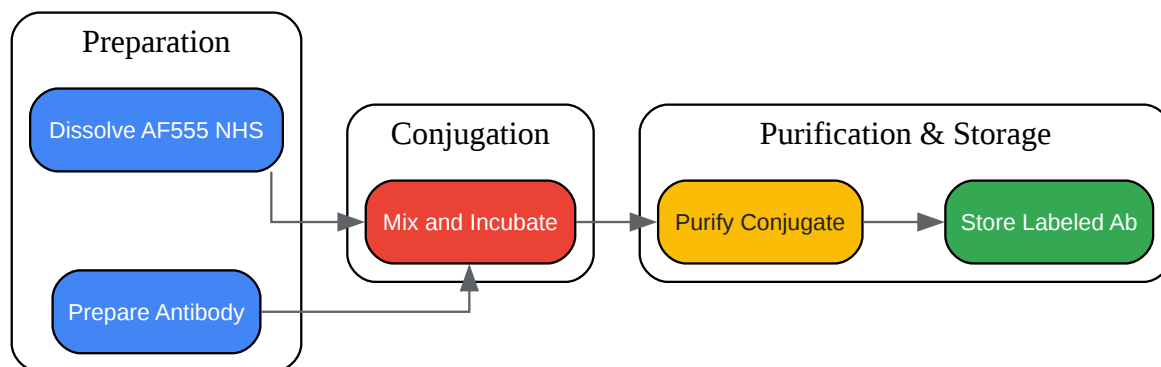 Preparation
Dissolve AF555 NHS
Prepare Antibody
Conjugation
Mix and Incubate
Purification & Storage
Purify Conjugate
Store Labeled Ab